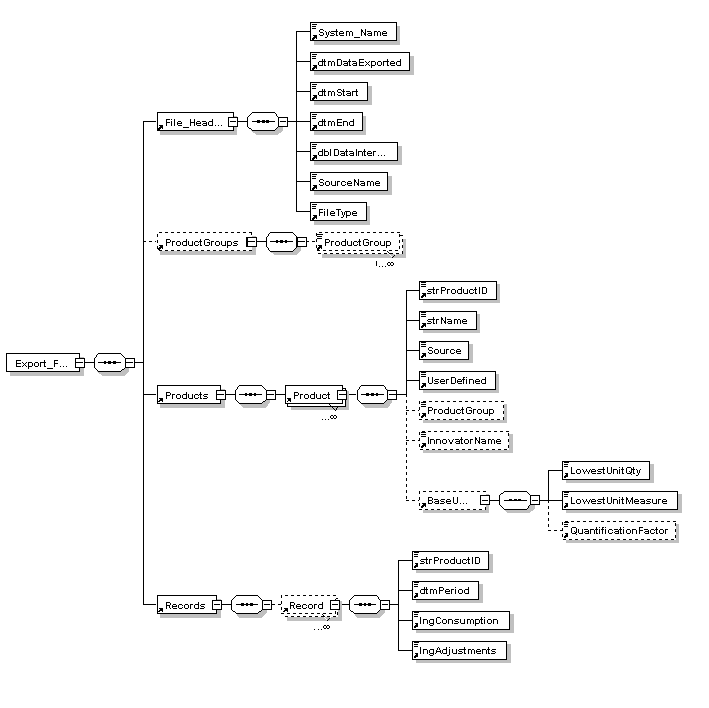 System_Name
dtmDataExported
dtmStart
File_Head...
dtmEnd
dblDataInter...
SourceName
FileType
ProductGroups
ProductGroup
1...∞
strProductID
strName
Source
Export_F...
UserDefined
Products
Product
...∞
ProductGroup
InnovatorName
LowestUnitQty
BaseU...
LowestUnitMeasure
QuantificationFactor
strProductID
dtmPeriod
Records
Record
...∞
lngConsumption
lngAdjustments